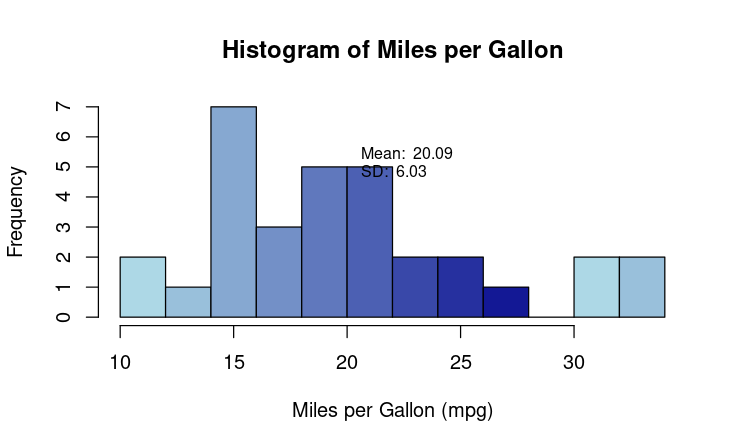 Histogram of Miles per Gallon
Frequency
7
6
5
4
3
2
1
0
Mean: 20.09
SD: 6.03
10 15 20 25 30
Miles per Gallon (mpg)